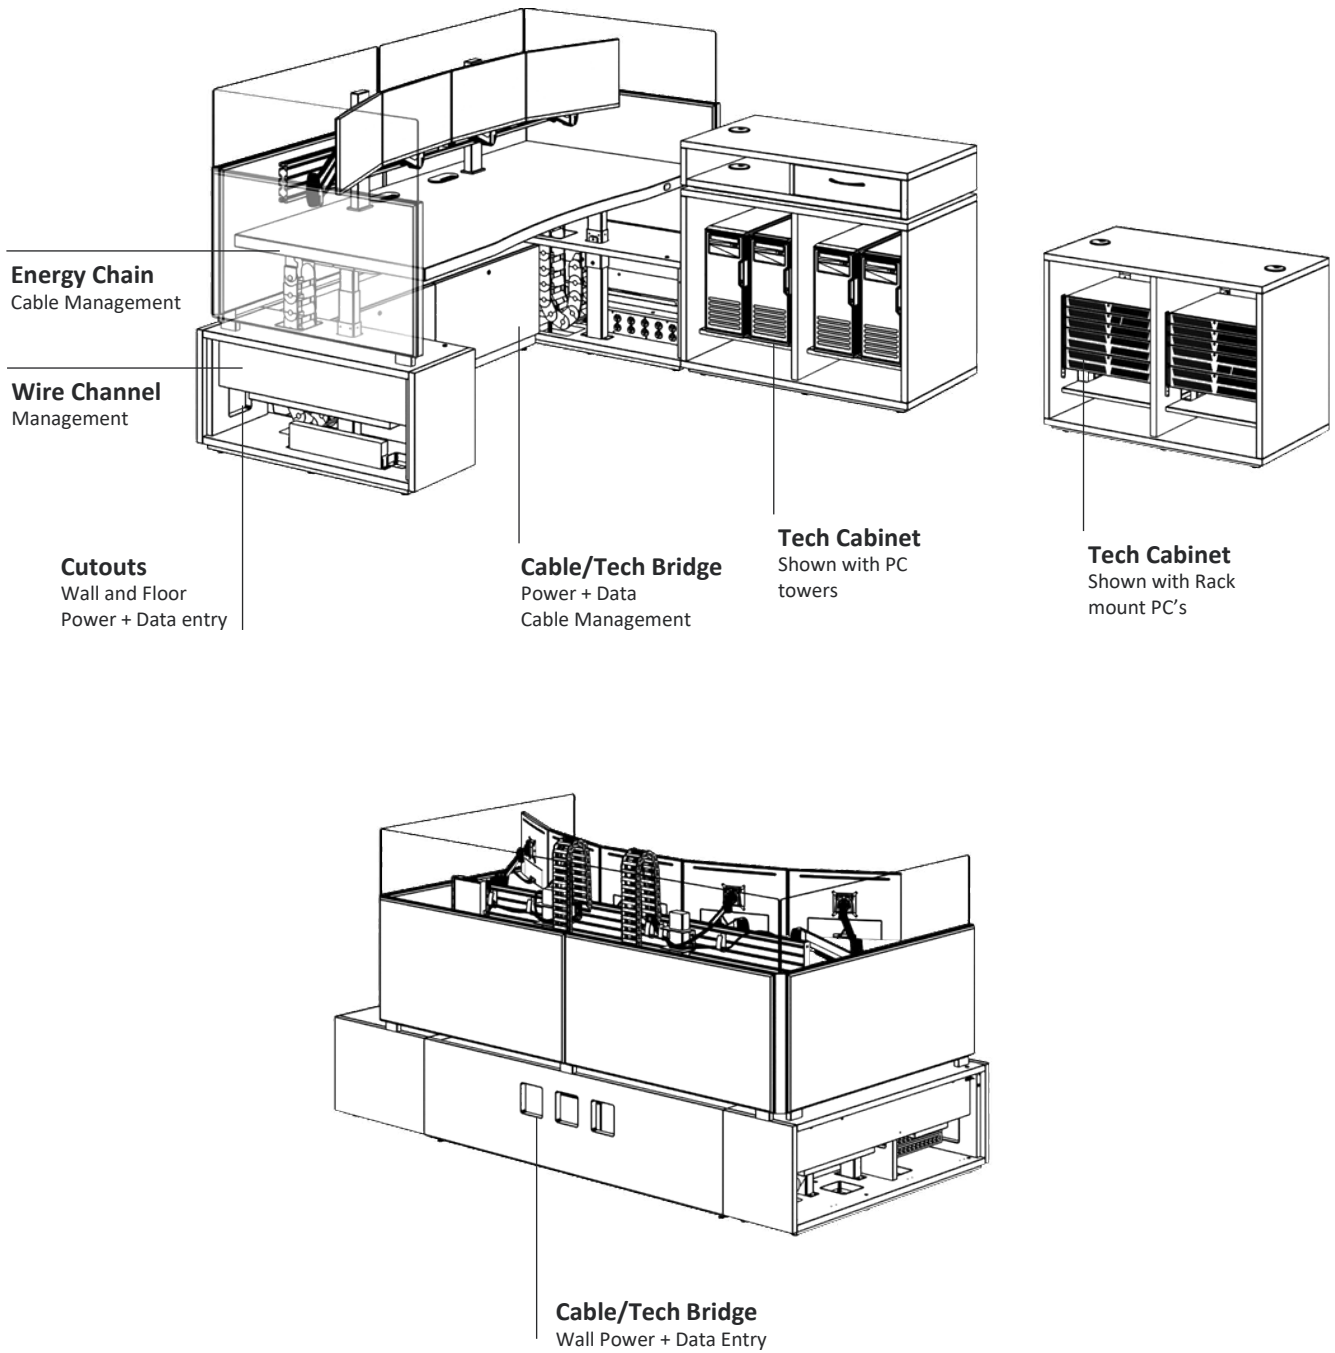 Energy Chain
Cable Management
Wire Channel
Management
Cutouts
Wall and Floor
Power + Data entry
Cable/Tech Bridge
Power + Data
Cable Management
Tech Cabinet
Shown with PC
towers
Tech Cabinet
Shown with Rack
mount PC’s
Cable/Tech Bridge
Wall Power + Data Entry